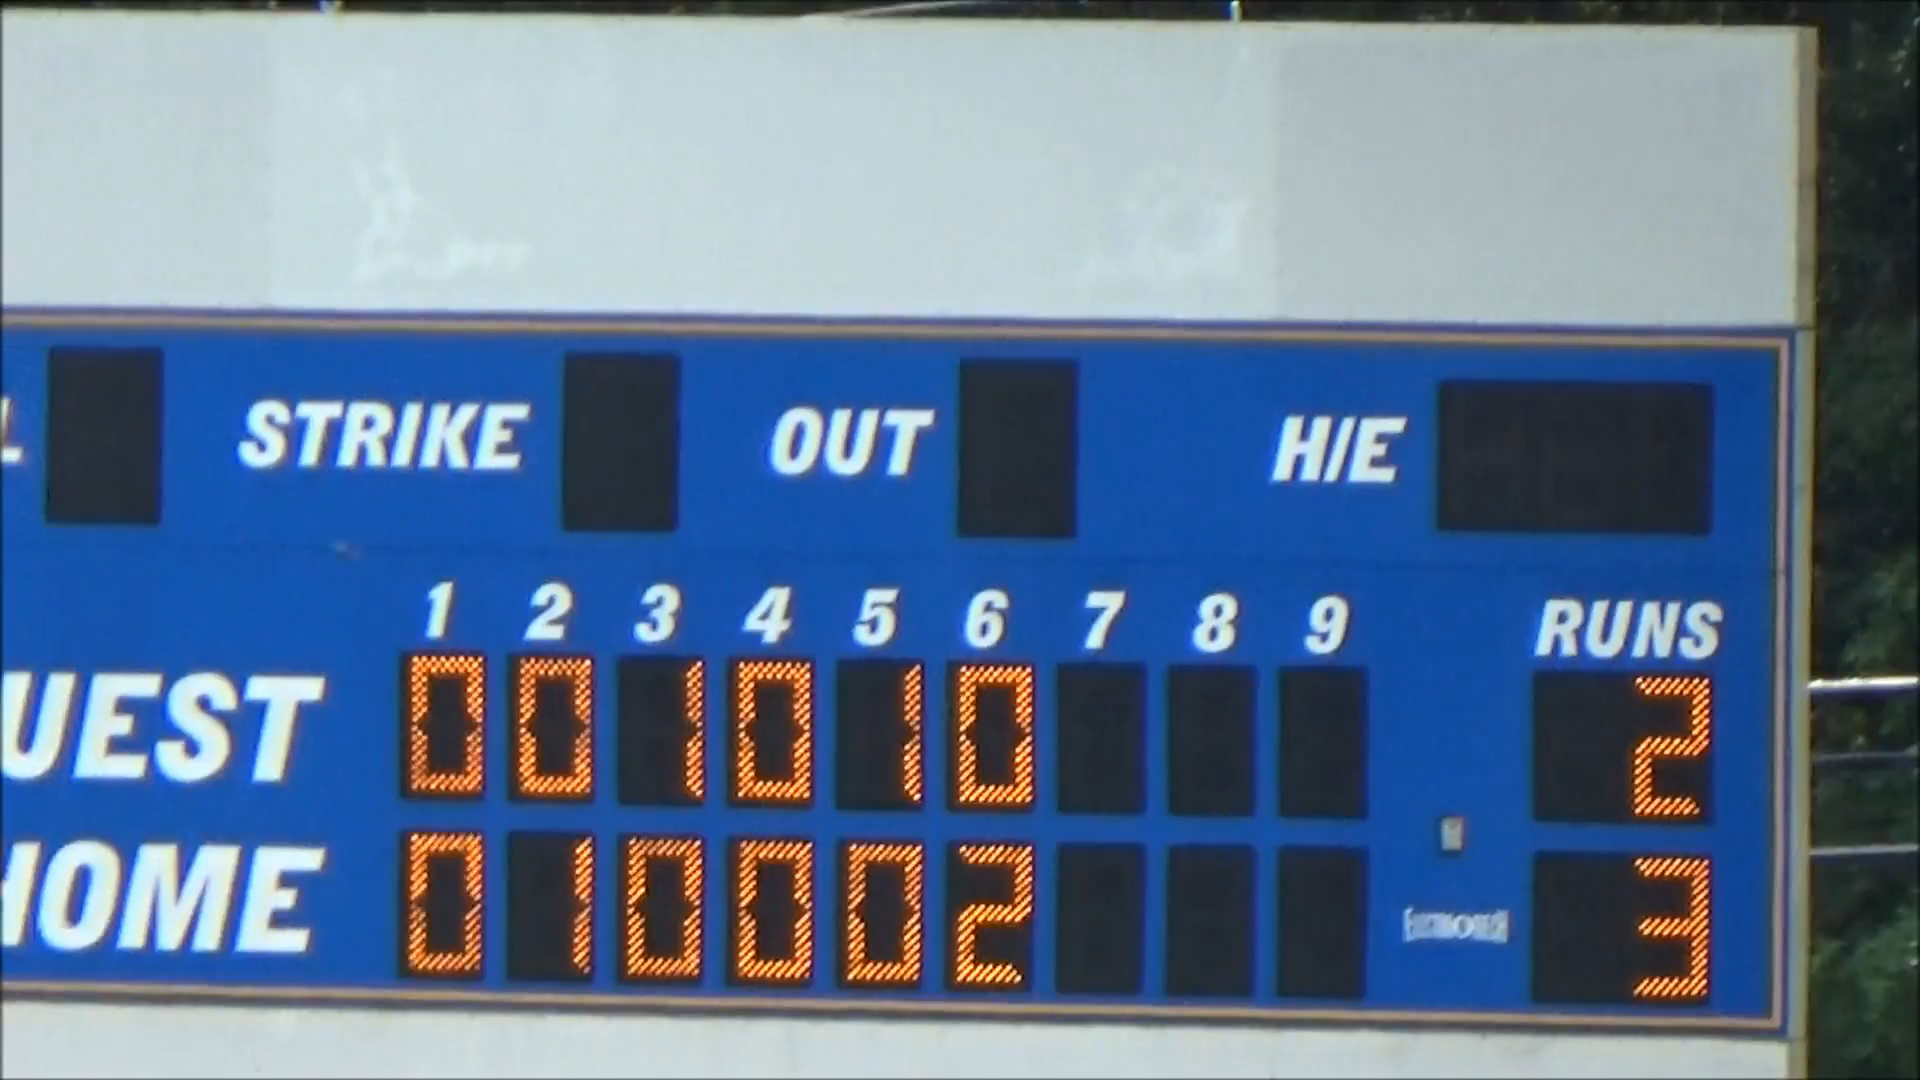 L STRIKE OUT H/E
1 2 3 4 5 6 7 8 9 RUNS
UEST 0 0 1 0 1 0 2
HOME 0 1 0 0 0 2 3